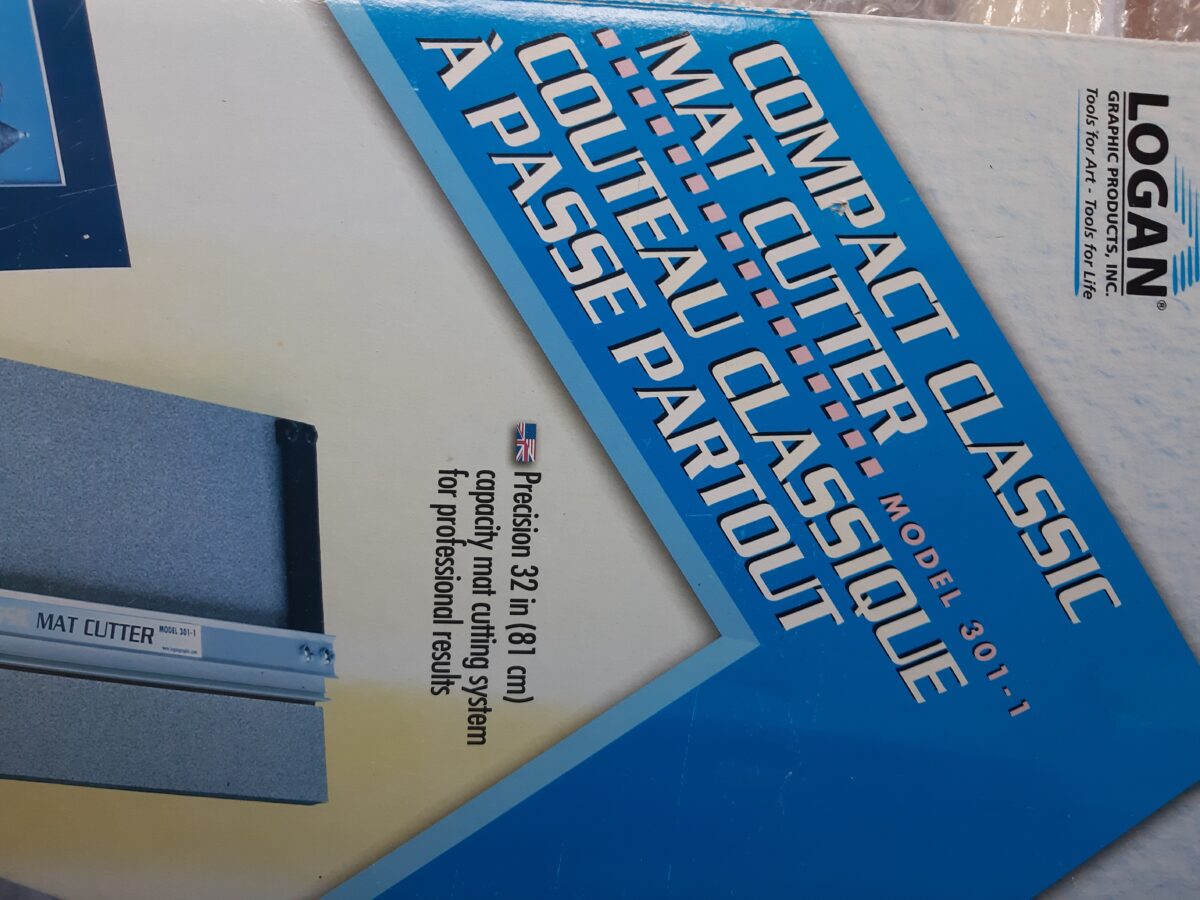 LOGAN®
GRAPHIC PRODUCTS, INC.
Tools for Art - Tools for Life
COMPACT CLASSIC
MAT CUTTER
MODEL 301-1
COUTEAU CLASSIQUE
À PASSE PARTOUT
Precision 32 in (81 cm)
capacity mat cutting system
for professional results
MAT CUTTER MODEL 301-1